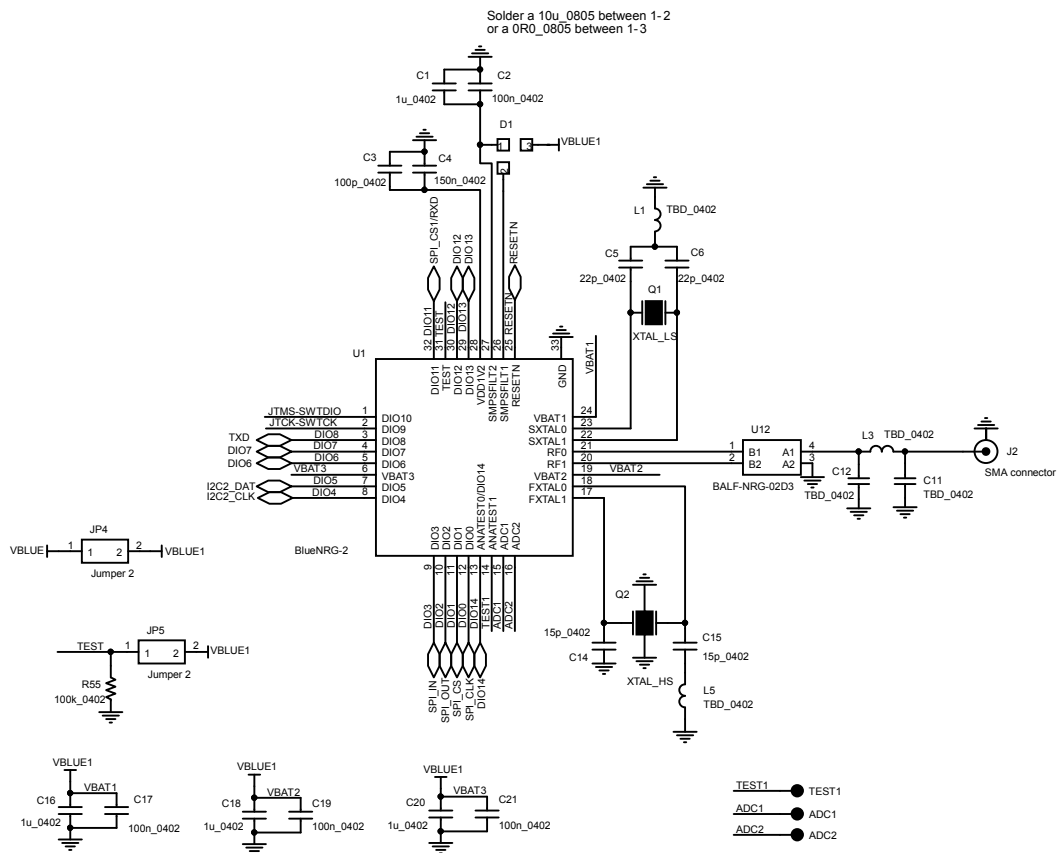 Solder a 10u_0805 between 1-2
or a 0R0_0805 between 1-3
C1
C2
1u_0402
100n_0402
D1
1
3
VBLUE1
2
C3
C4
100p_0402
150n_0402
L1
TBD_0402
SPI_CS1/RXD
DIO12
DIO13
RESETN
C5
C6
22p_0402
22p_0402
Q1
XTAL_LS
DIO11
TEST
DIO12
DIO13
RESETN
32
31
30
29
28
27
26
25
33
VBAT1
U1
DIO11
TEST
DIO12
DIO13
VDD1V2
SMPSFILT2
SMPSFILT1
RESETN
GND
JTMS-SWTDIO
1
DIO10
JTCK-SWTCK
2
DIO9
TXD
DIO8
3
DIO8
DIO7
DIO7
4
DIO7
DIO6
DIO6
5
DIO6
VBAT3
6
VBAT3
I2C2_DAT
DIO5
7
DIO5
I2C2_CLK
DIO4
8
DIO4
VBAT1
24
SXTAL0
23
SXTAL1
22
RF0
21
RF1
20
VBAT2
19
VBAT2
FXTAL0
18
FXTAL1
17
U12
1
B1
A1
4
2
B2
A2
3
BALF-NRG-02D3
L3
TBD_0402
C12
TBD_0402
C11
TBD_0402
J2
SMA connector
DIO3
DIO2
DIO1
DIO0
ANATEST0/DIO14
ANATEST1
ADC1
ADC2
BlueNRG-2
9
10
11
12
13
14
15
16
DIO3
DIO2
DIO1
DIO0
DIO14
TEST1
ADC1
ADC2
SPI_IN
SPI_OUT
SPI_CS
SPI_CLK
DIO14
JP4
VBLUE
1
1
2
2
VBLUE1
Jumper 2
JP5
TEST
1
1
2
2
VBLUE1
Jumper 2
R55
100k_0402
Q2
15p_0402
C14
XTAL_HS
C15
15p_0402
L5
TBD_0402
VBLUE1
VBAT1
C16
C17
1u_0402
100n_0402
VBLUE1
VBAT2
C18
C19
1u_0402
100n_0402
VBLUE1
VBAT3
C20
C21
1u_0402
100n_0402
TEST1
TEST1
ADC1
ADC1
ADC2
ADC2